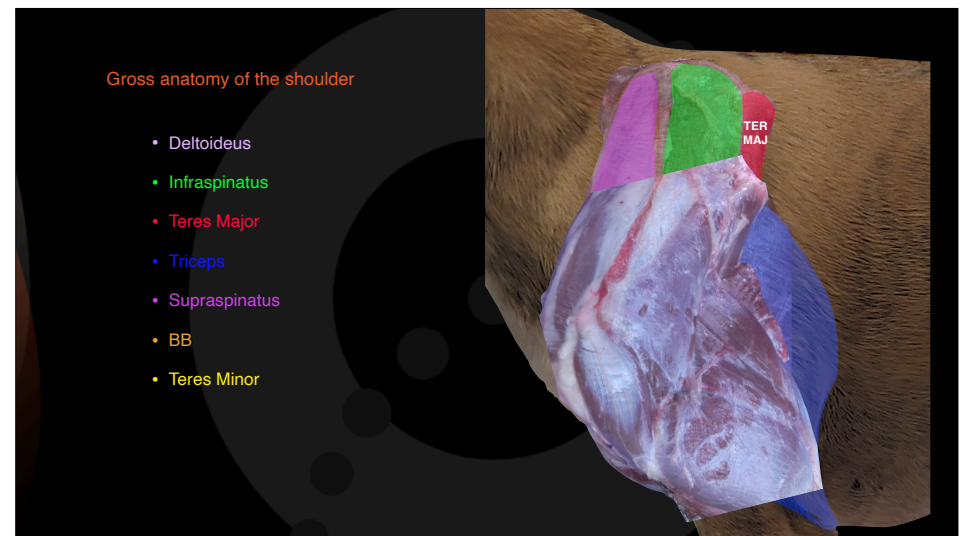 Gross anatomy of the shoulder
• Deltoideus
• Infraspinatus
• Teres Major
• Triceps
• Supraspinatus
• BB
• Teres Minor
TER
MAJ